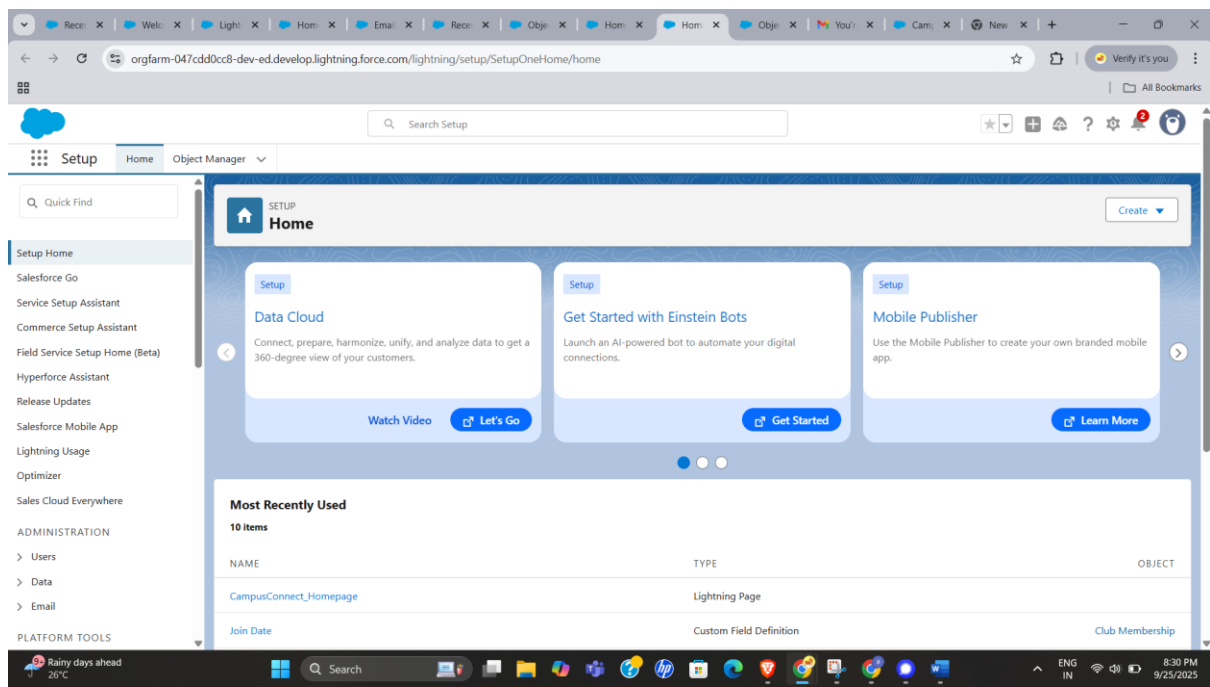 Rece
Welc
Light
Hom
Emai
Rece
Obje
Hom
Hom
Obje
You'r
Camp
New
orgfarm-047cdd0cc8-dev-ed.develop.lightning.force.com/lightning/setup/SetupOneHome/home
Verify it's you
All Bookmarks
Search Setup
2
Setup
Home
Object Manager
Quick Find
SETUP
Home
Create
Setup Home
Salesforce Go
Service Setup Assistant
Commerce Setup Assistant
Field Service Setup Home (Beta)
Hyperforce Assistant
Release Updates
Salesforce Mobile App
Lightning Usage
Optimizer
Sales Cloud Everywhere
ADMINISTRATION
Users
Data
Email
PLATFORM TOOLS
Setup
Data Cloud
Connect, prepare, harmonize, unify, and analyze data to get a
360-degree view of your customers.
Watch Video
Let's Go
Setup
Get Started with Einstein Bots
Launch an AI-powered bot to automate your digital
connections.
Get Started
Setup
Mobile Publisher
Use the Mobile Publisher to create your own branded mobile
app.
Learn More
Most Recently Used
10 items
NAME TYPE OBJECT
CampusConnect_Homepage Lightning Page
Join Date Custom Field Definition Club Membership
9+
Rainy days ahead
26°C
Search
ENG
IN
8:30 PM
9/25/2025